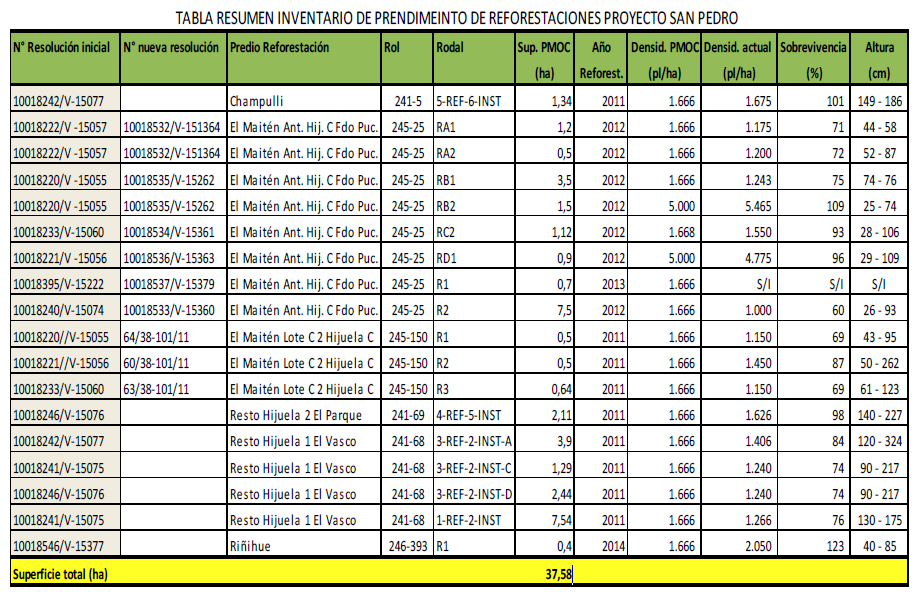 TABLA RESUMEN INVENTARIO DE PRENDIMEINTO DE REFORESTACIONES PROYECTO SAN PEDRO
N° Resolución inicial N° nueva resolución Predio Reforestación Rol Rodal Sup. PMOC (ha) Año Reforest. Densid. PMOC (pl/ha) Densid. actual (pl/ha) Sobrevivencia (%) Altura (cm)
10018242/V-15077 Champulli 241-5 5-REF-6-INST 1,34 2011 1.666 1.675 101 149 - 186
10018222/V -15057 10018532/V-151364 El Maitén Ant. Hij. C Fdo Puc. 245-25 RA1 1,2 2012 1.666 1.175 71 44 - 58
10018222/V -15057 10018532/V-151364 El Maitén Ant. Hij. C Fdo Puc. 245-25 RA2 0,5 2012 1.666 1.200 72 52 - 87
10018220/V -15055 10018535/V-15262 El Maitén Ant. Hij. C Fdo Puc. 245-25 RB1 3,5 2012 1.666 1.243 75 74 - 76
10018220/V -15055 10018535/V-15262 El Maitén Ant. Hij. C Fdo Puc. 245-25 RB2 1,5 2012 5.000 5.465 109 25 - 74
10018233/V-15060 10018534/V-15361 El Maitén Ant. Hij. C Fdo Puc. 245-25 RC2 1,12 2012 1.668 1.550 93 28 - 106
10018221/V -15056 10018536/V-15363 El Maitén Ant. Hij. C Fdo Puc. 245-25 RD1 0,9 2012 5.000 4.775 96 29 - 109
10018395/V-15222 10018537/V-15379 El Maitén Ant. Hij. C Fdo Puc. 245-25 R1 0,7 2013 1.666 S/I S/I S/I
10018240/V-15074 10018533/V-15360 El Maitén Ant. Hij. C Fdo Puc. 245-25 R2 7,5 2012 1.666 1.000 60 26 - 93
10018220//V-15055 64/38-101/11 El Maitén Lote C 2 Hijuela C 245-150 R1 0,5 2011 1.666 1.150 69 43 - 95
10018221//V-15056 60/38-101/11 El Maitén Lote C 2 Hijuela C 245-150 R2 0,5 2011 1.666 1.450 87 50 - 262
10018233/V-15060 63/38-101/11 El Maitén Lote C 2 Hijuela C 245-150 R3 0,64 2011 1.666 1.150 69 61 - 123
10018246/V-15076 Resto Hijuela 2 El Parque 241-69 4-REF-5-INST 2,11 2011 1.666 1.626 98 140 - 227
10018242/V-15077 Resto Hijuela 1 El Vasco 241-68 3-REF-2-INST-A 3,9 2011 1.666 1.406 84 120 - 324
10018241/V-15075 Resto Hijuela 1 El Vasco 241-68 3-REF-2-INST-C 1,29 2011 1.666 1.240 74 90 - 217
10018246/V-15076 Resto Hijuela 1 El Vasco 241-68 3-REF-2-INST-D 2,44 2011 1.666 1.240 74 90 - 217
10018241/V-15075 Resto Hijuela 1 El Vasco 241-68 1-REF-2-INST 7,54 2011 1.666 1.266 76 130 - 175
10018546/V-15377 Riñihue 246-393 R1 0,4 2014 1.666 2.050 123 40 - 85
Superficie total (ha) 37,58